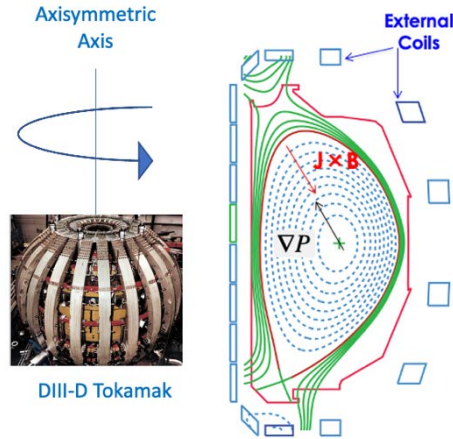 Axisymmetric
Axis
External
Coils
J × B
∇P
DIII-D Tokamak